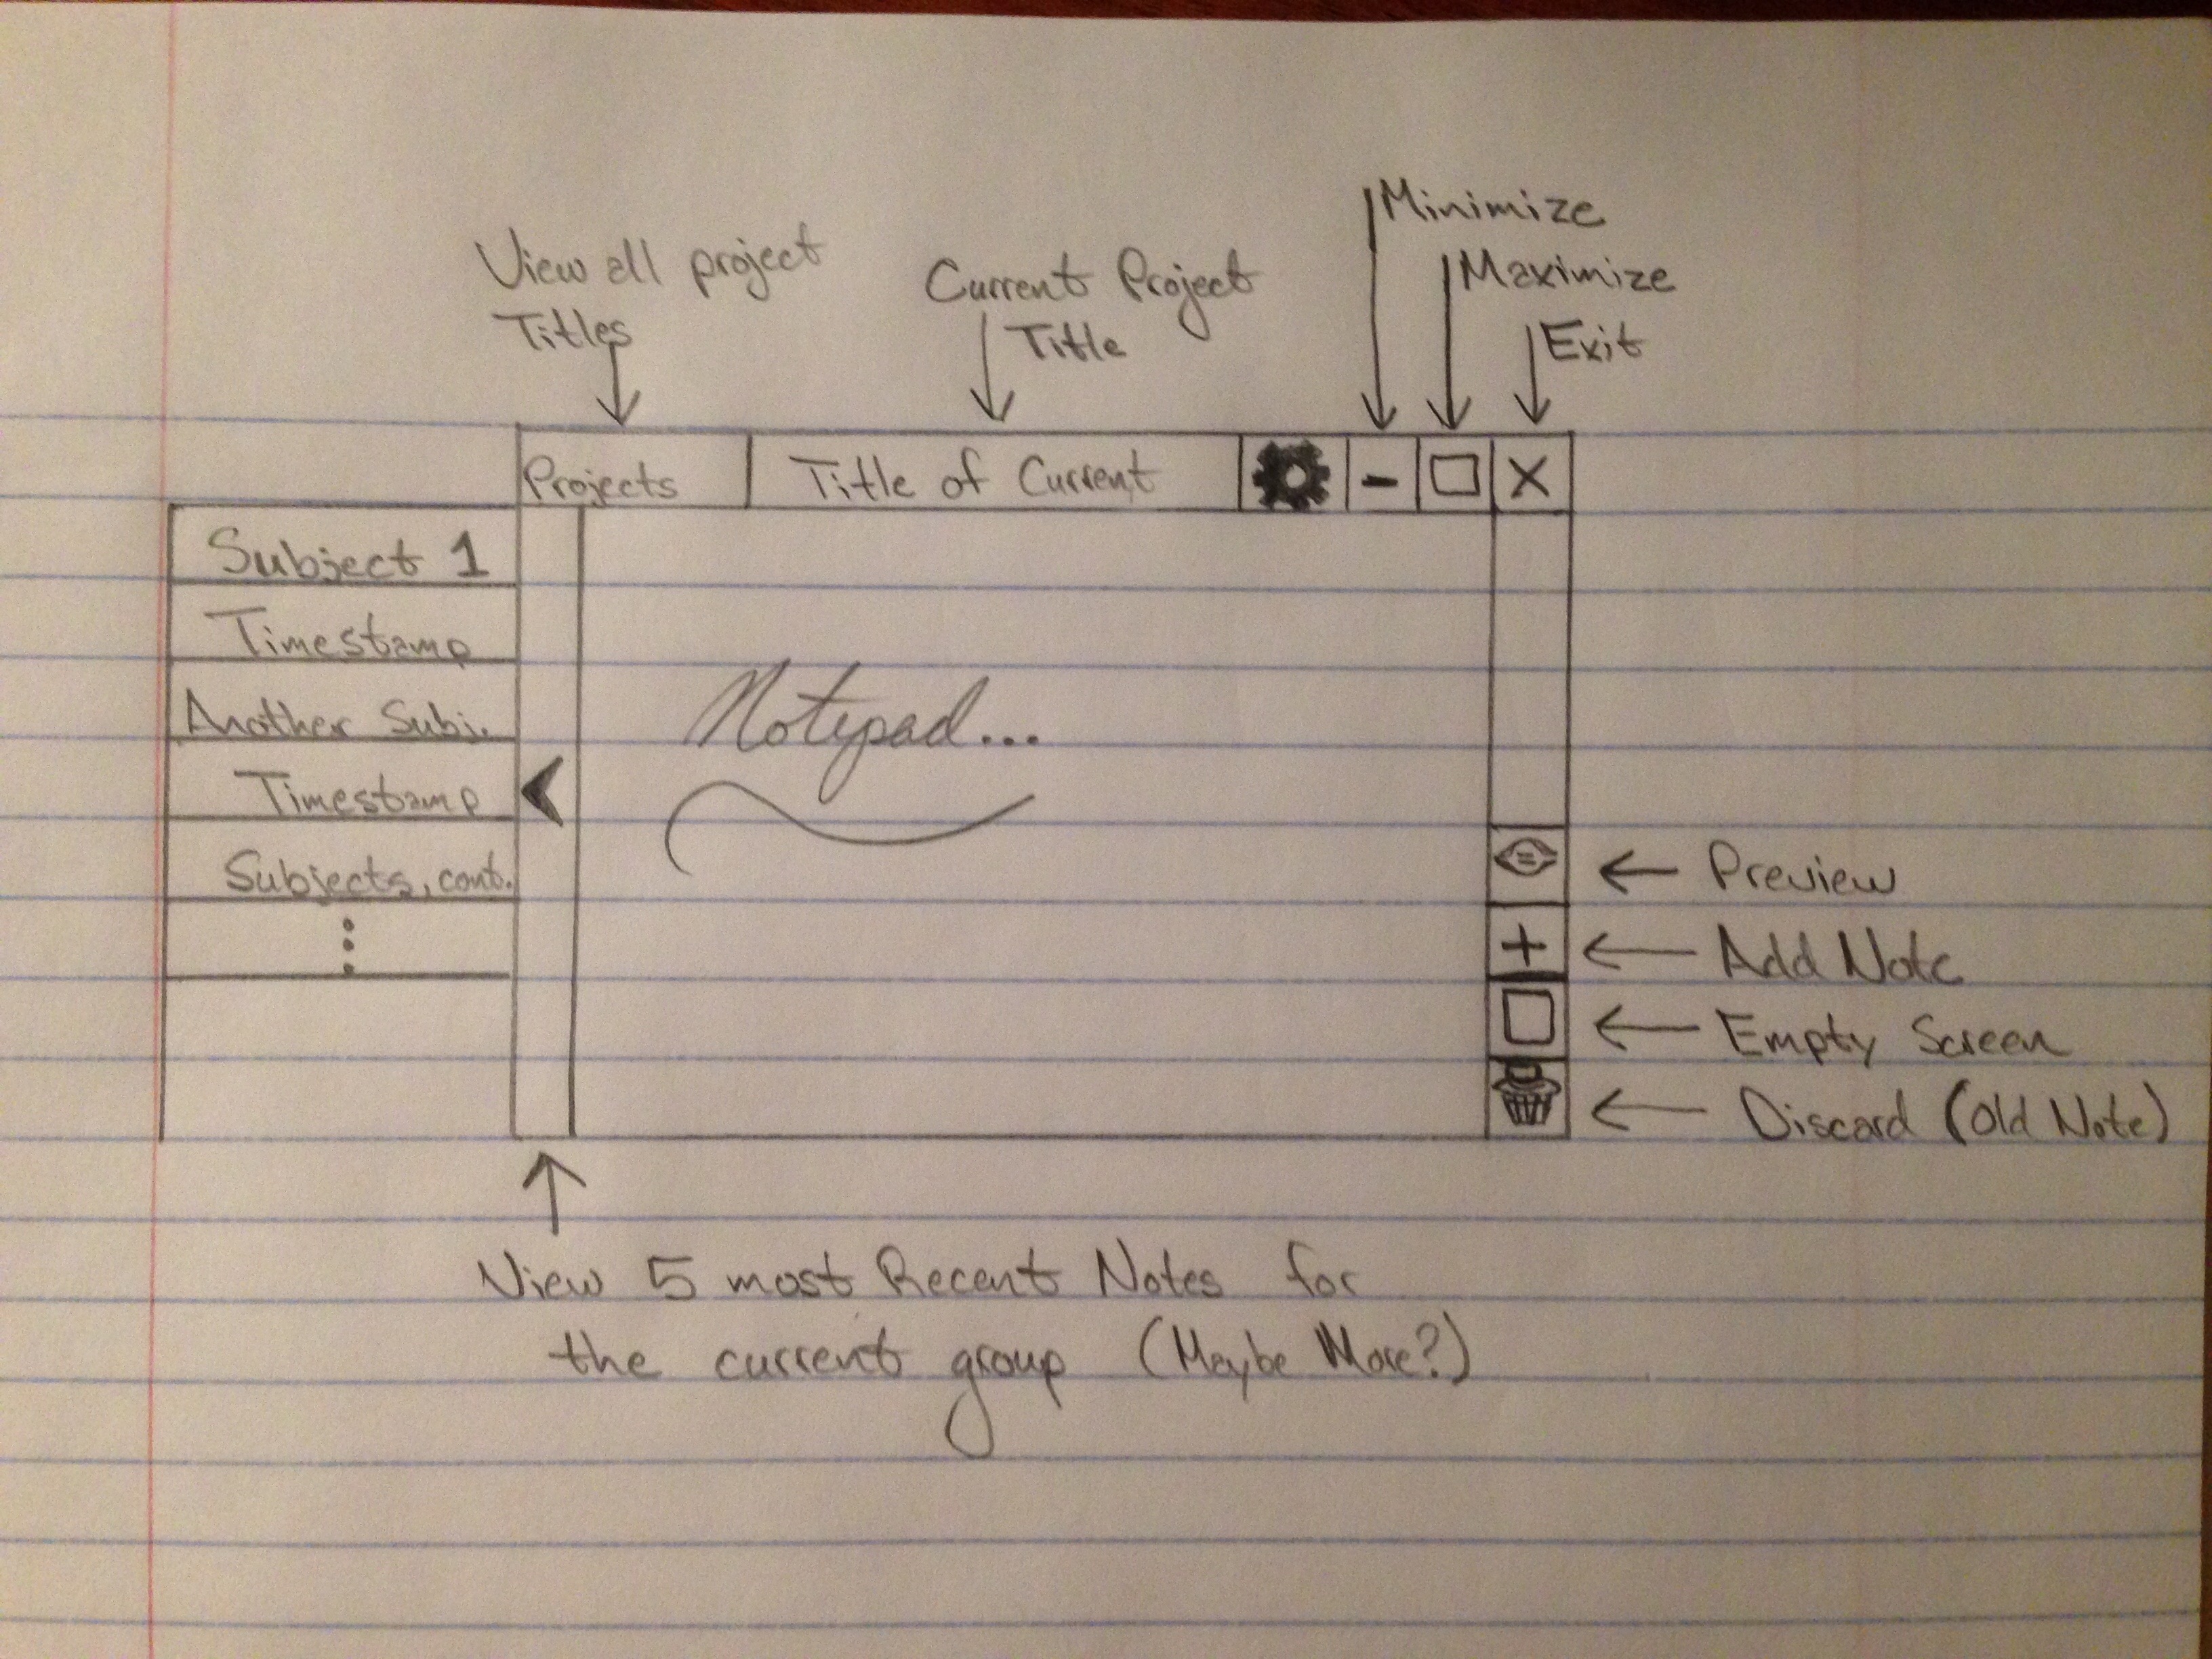 Minimize
Maximize
Exit
View all project
Titles
Current Project
Title
Projects
Title of Current
X
Subject 1
Timestamp
Another Subj.
Timestamp
Subjects, cont.
Notepad...
Preview
Add Note
Empty Screen
Discard (Old Note)
View 5 most Recent Notes for
the current group (Maybe More?)